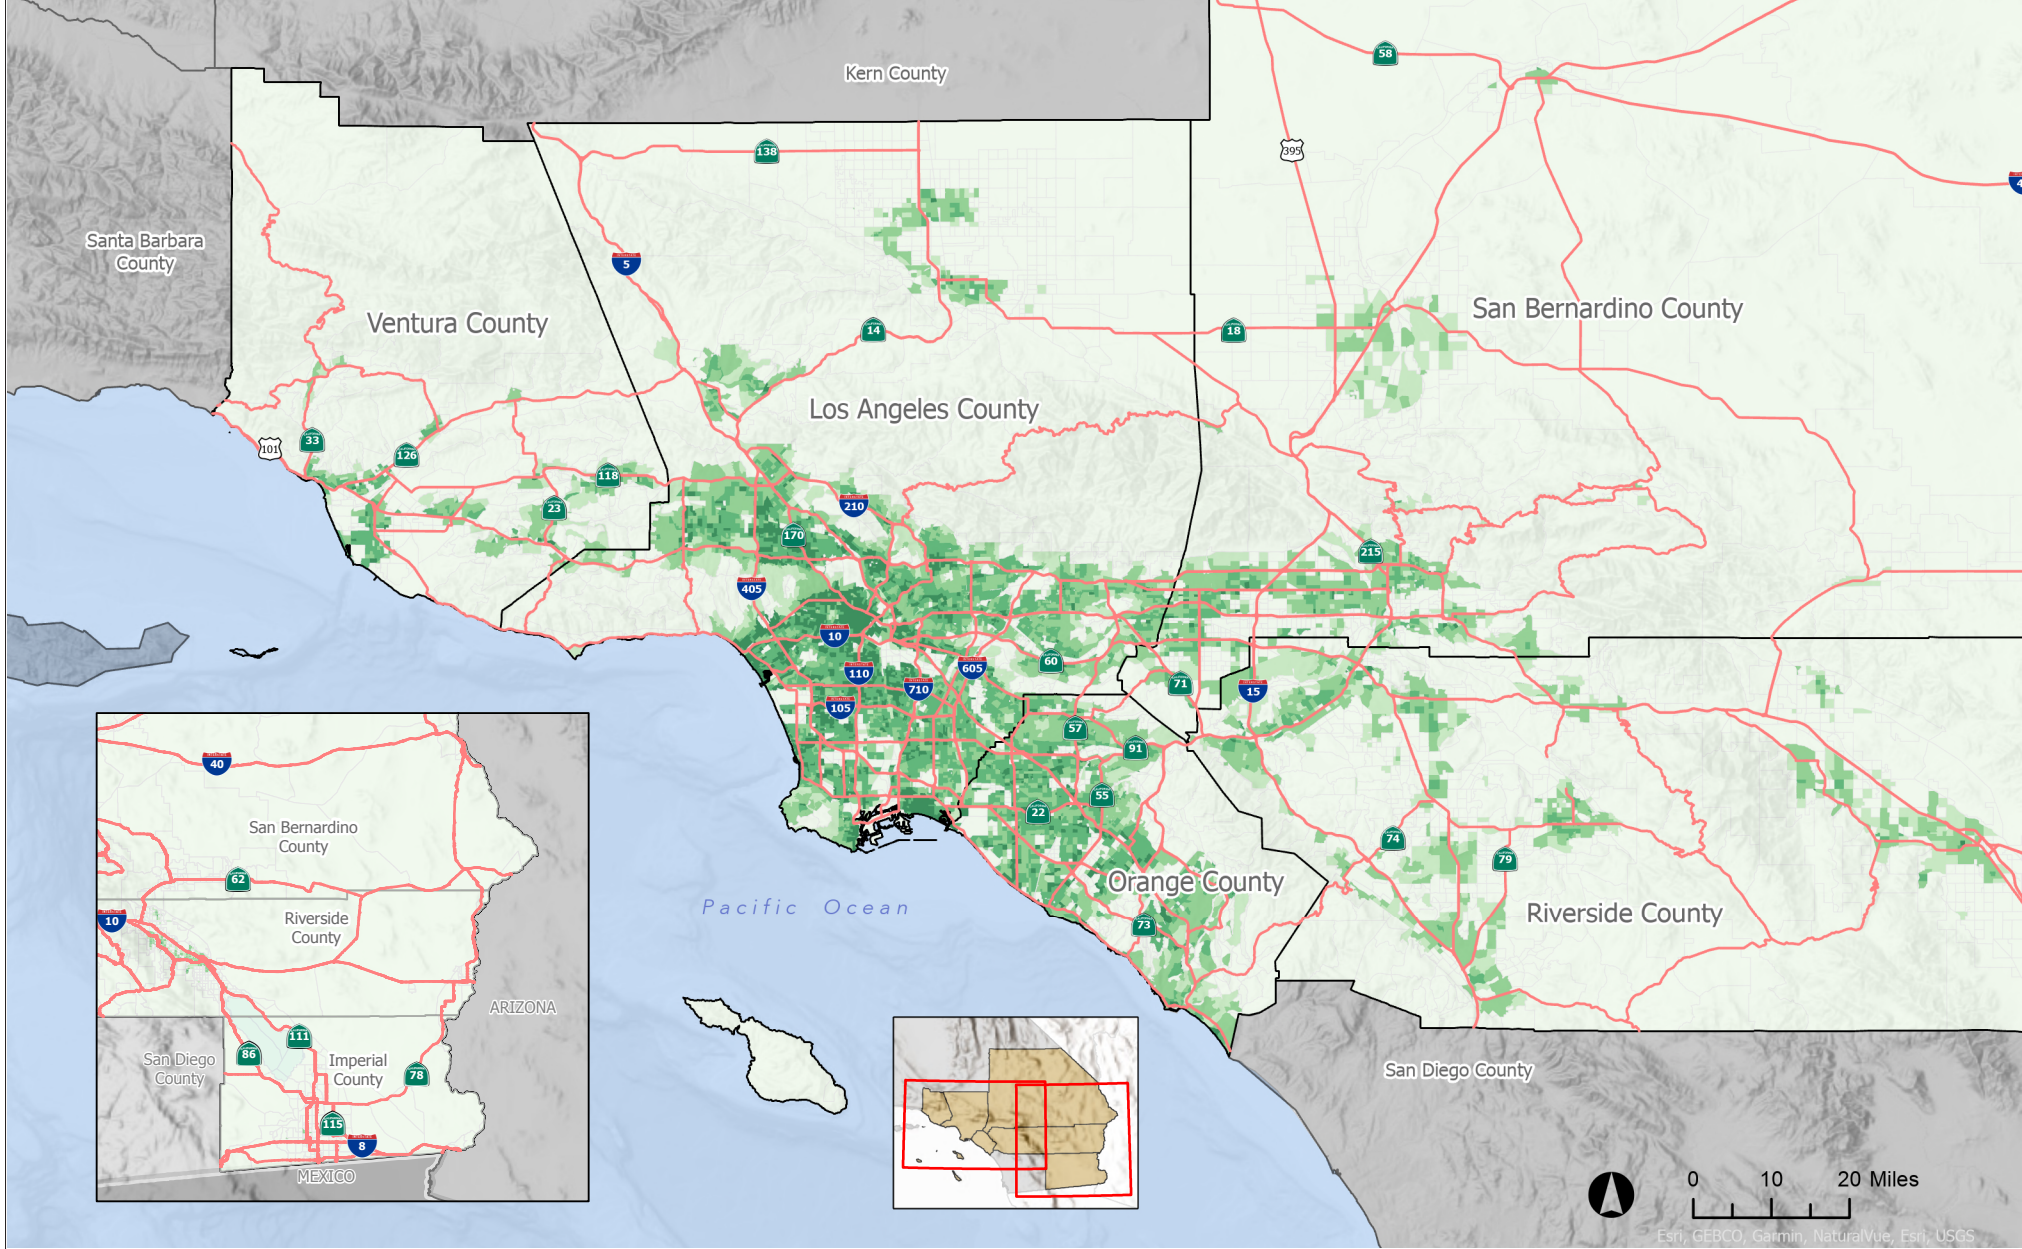 Kern County
58
138
395
4
Santa Barbara
County
5
Ventura County
San Bernardino County
14
18
Los Angeles County
33
101
126
118
23
210
170
215
405
10
110
605
60
71
15
710
105
57
91
55
22
74
79
Orange County
73
Riverside County
Pacific Ocean
40
San Bernardino
County
62
10
Riverside
County
ARIZONA
111
86
San Diego
County
Imperial
County
78
115
8
MEXICO
San Diego County
0 10 20 Miles
Esri, GEBCO, Garmin, NaturalVue, Esri, USGS